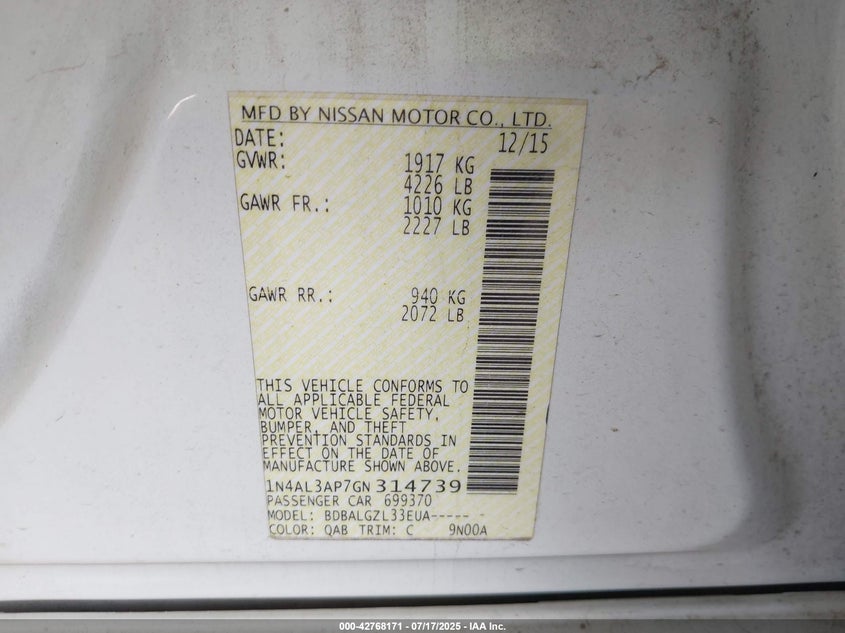 MFD BY NISSAN MOTOR CO., LTD.
DATE: 12/15
GVWR: 1917 KG
4226 LB
GAWR FR.: 1010 KG
2227 LB
GAWR RR.: 940 KG
2072 LB
THIS VEHICLE CONFORMS TO
ALL APPLICABLE FEDERAL
MOTOR VEHICLE SAFETY,
BUMPER, AND THEFT
PREVENTION STANDARDS IN
EFFECT ON THE DATE OF
MANUFACTURE SHOWN ABOVE.
1N4AL3AP7GN314739
PASSENGER CAR 699370
MODEL: BDBALGZL33EUA-----
COLOR: QAB TRIM: C 9N00A
000-42768171 - 07/17/2025 - IAA Inc.